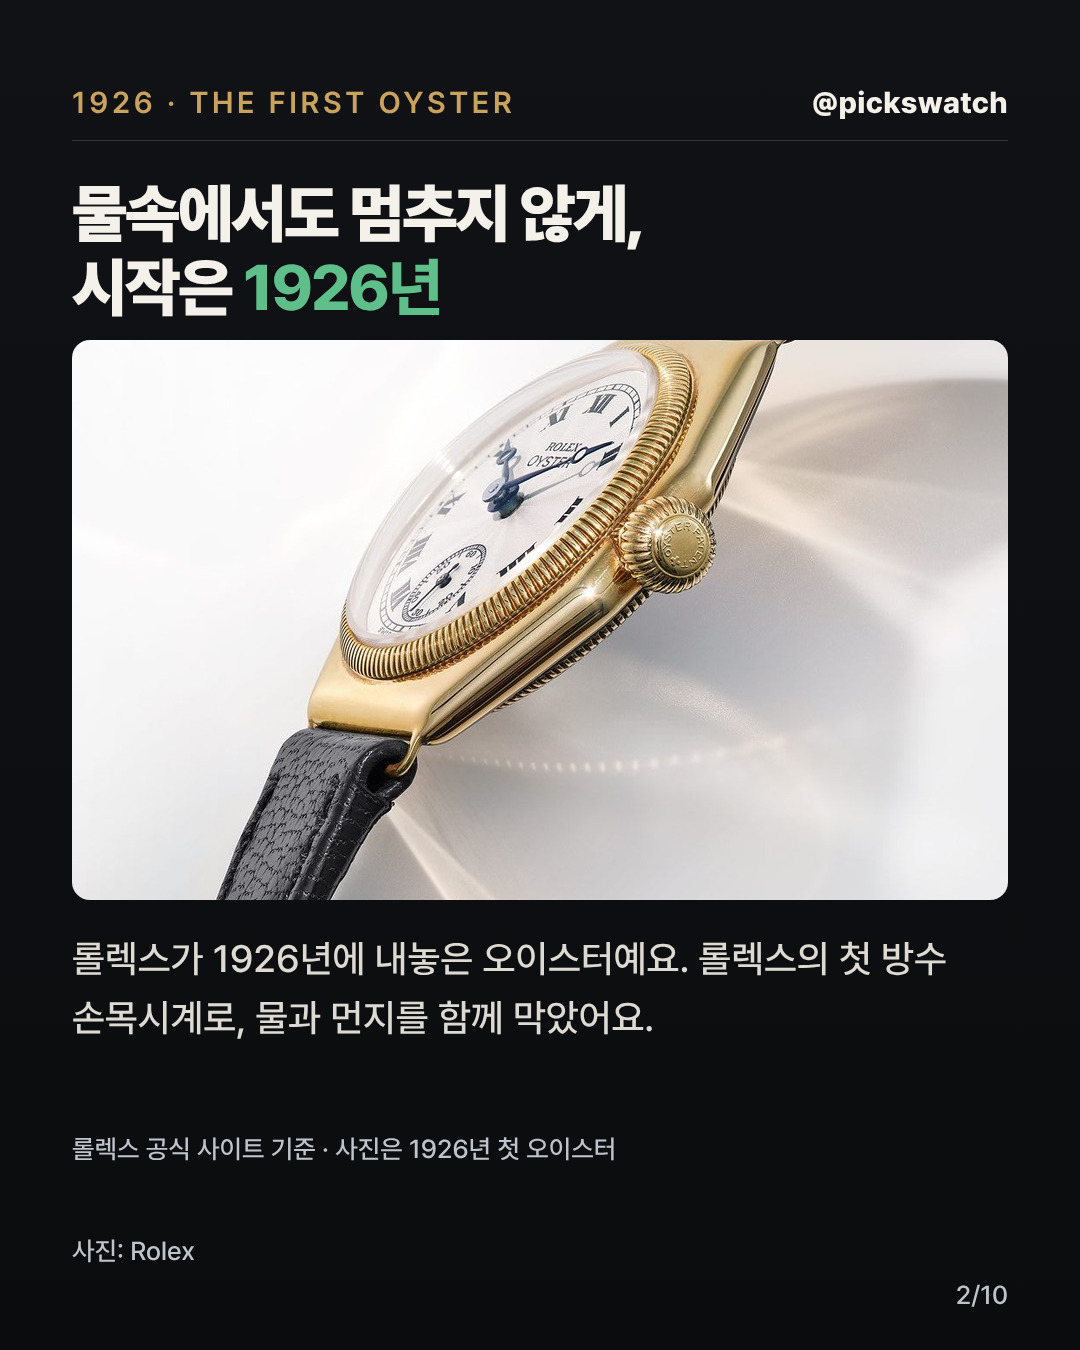 1926 · THE FIRST OYSTER
@pickswatch
물속에서도 멈추지 않게,
시작은 1926년
ROLEX
OYSTER
롤렉스가 1926년에 내놓은 오이스터예요. 롤렉스의 첫 방수
손목시계로, 물과 먼지를 함께 막았어요.
롤렉스 공식 사이트 기준 · 사진은 1926년 첫 오이스터
사진: Rolex
2/10